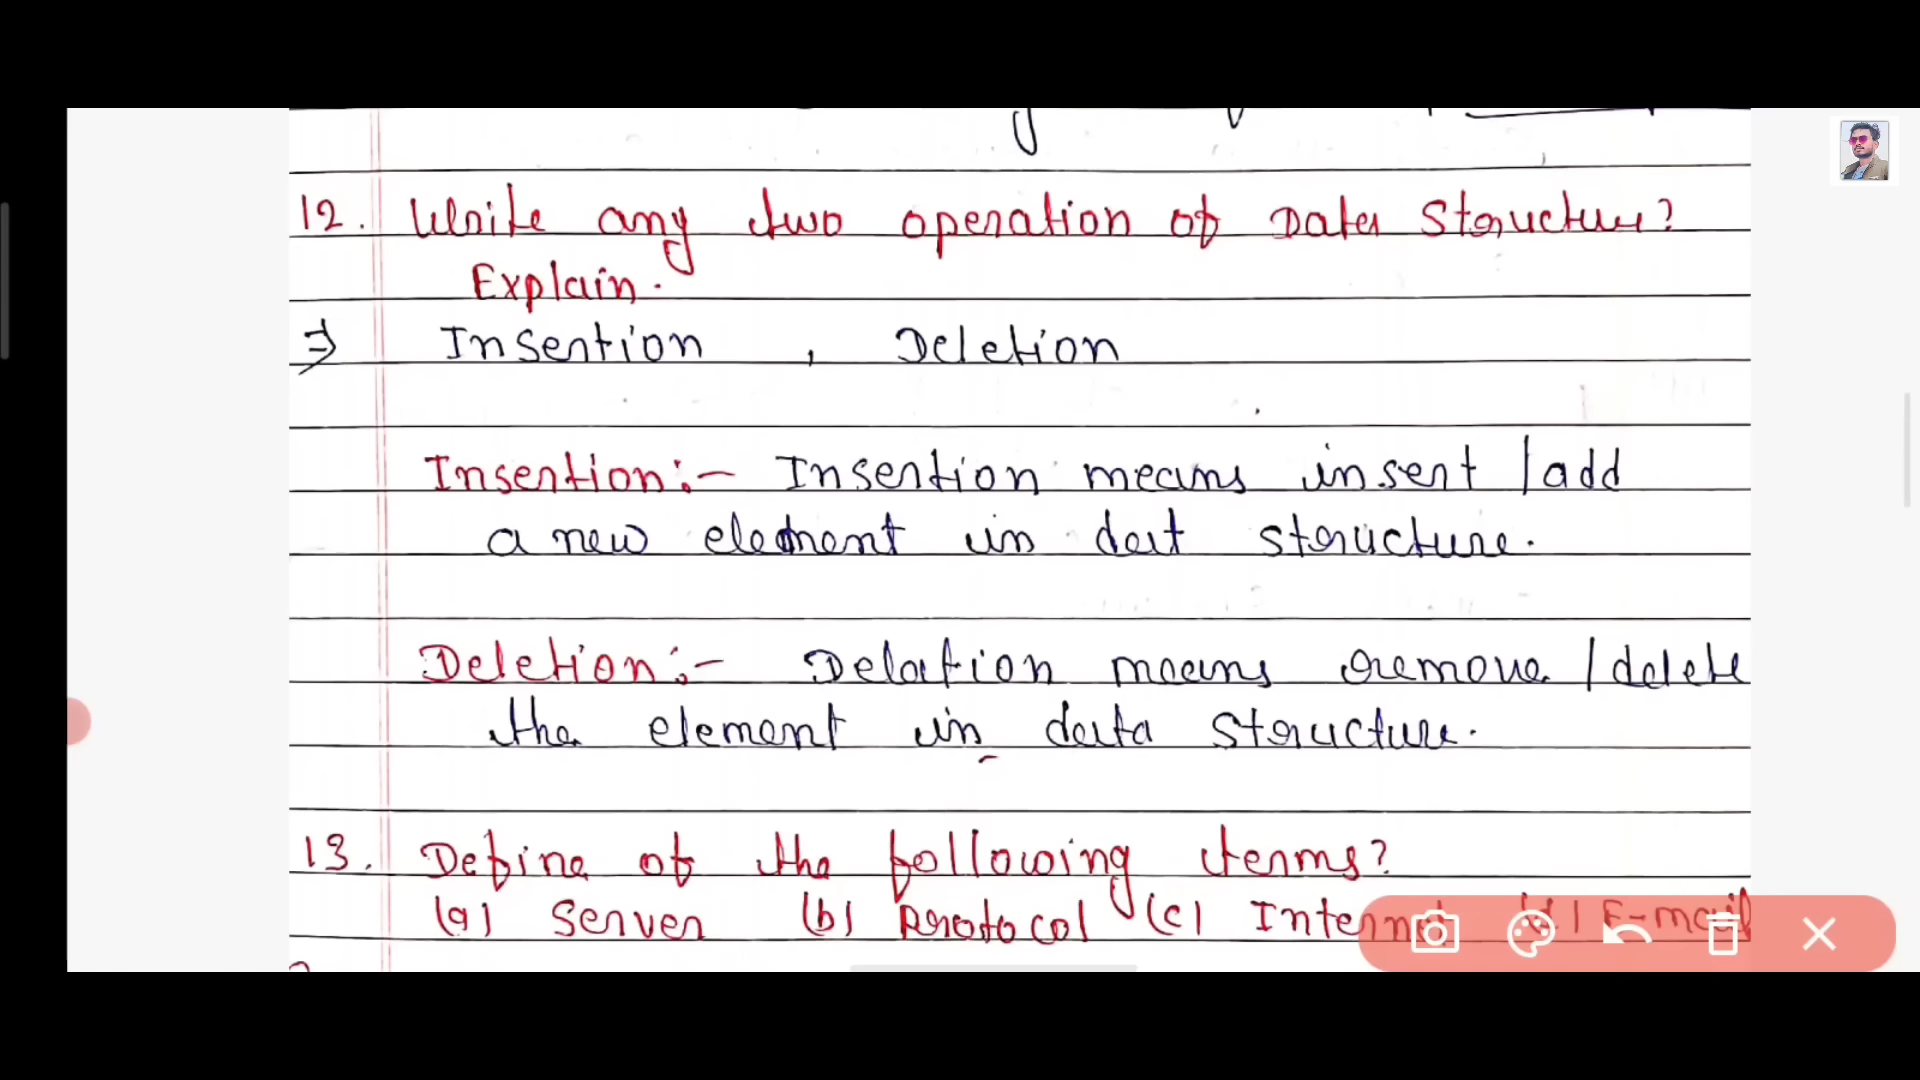 12. Write any two operation of Data Structure?
Explain.
⇒ Insertion , Deletion
Insertion:- Insertion means insert / add
a new element in dat structure.
Deletion:- Delation means remove / delete
the element in data structure.
13. Define of the following terms?
(a) Server (b) Protocol (c) Internet (d) E-mail